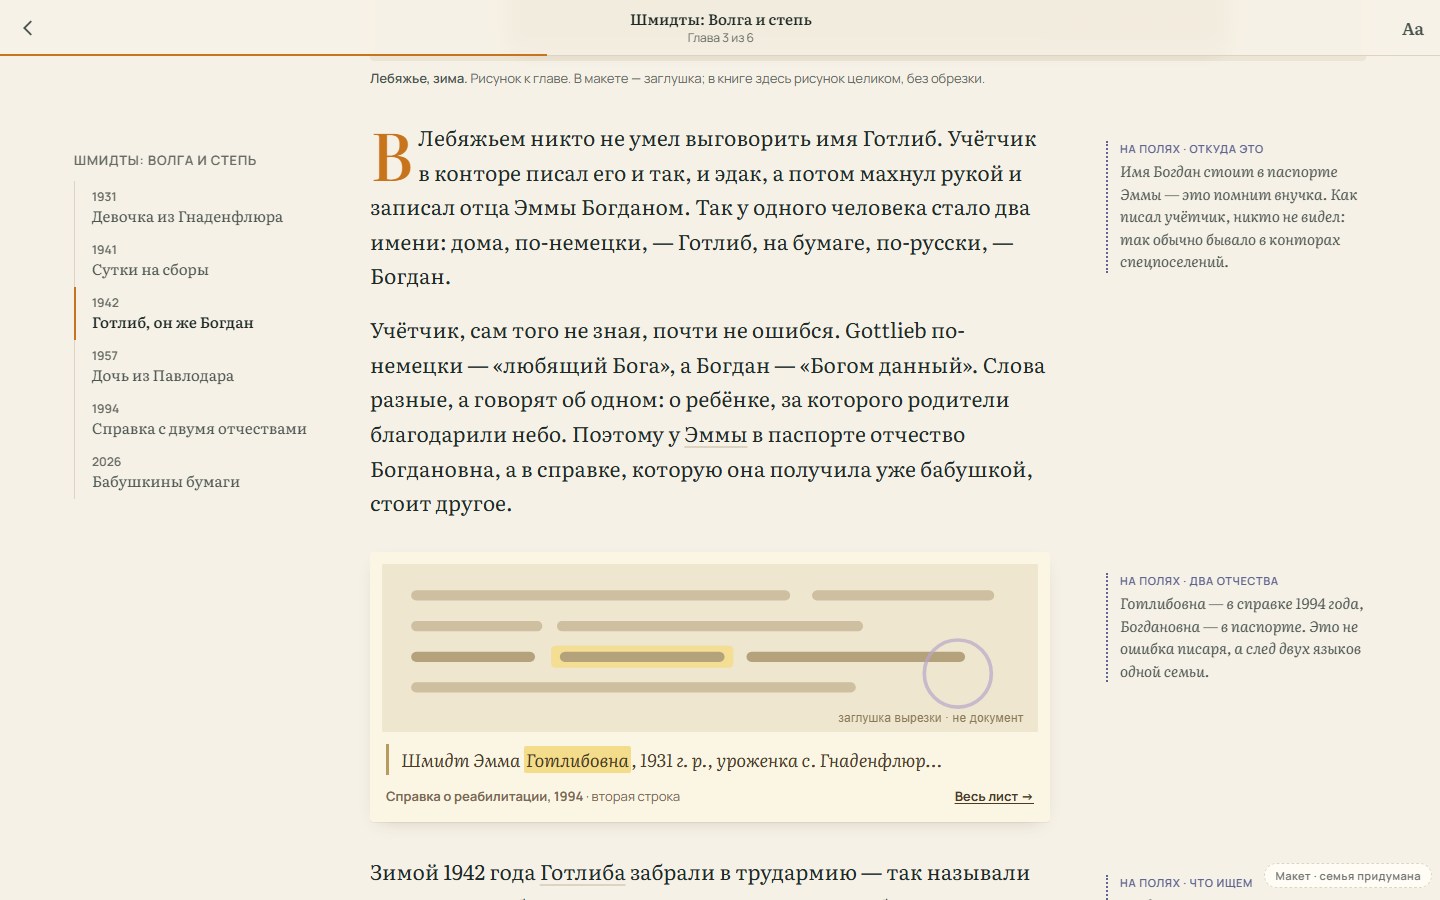 Шмидты: Волга и степь
Глава 3 из 6
Aa
Лебяжье, зима. Рисунок к главе. В макете — заглушка; в книге здесь рисунок целиком, без обрезки.
ШМИДТЫ: ВОЛГА И СТЕПЬ
1931
Девочка из Гнаденфлюра
1941
Сутки на сборы
1942
Готлиб, он же Богдан
1957
Дочь из Павлодара
1994
Справка с двумя отчествами
2026
Бабушкины бумаги
В Лебяжьем никто не умел выговорить имя Готлиб. Учётчик
в конторе писал его и так, и эдак, а потом махнул рукой и
записал отца Эммы Богданом. Так у одного человека стало два
имени: дома, по-немецки, — Готлиб, на бумаге, по-русски, —
Богдан.
НА ПОЛЯХ · ОТКУДА ЭТО
Имя Богдан стоит в паспорте
Эммы — это помнит внучка. Как
писал учётчик, никто не видел:
так обычно бывало в конторах
спецпоселений.
Учётчик, сам того не зная, почти не ошибся. Gottlieb по-
немецки — «любящий Бога», а Богдан — «Богом данный». Слова
разные, а говорят об одном: о ребёнке, за которого родители
благодарили небо. Поэтому у Эммы в паспорте отчество
Богдановна, а в справке, которую она получила уже бабушкой,
стоит другое.
заглушка вырезки · не документ
Шмидт Эмма Готлибовна, 1931 г. р., уроженка с. Гнаденфлюр...
Справка о реабилитации, 1994 · вторая строка
Весь лист →
НА ПОЛЯХ · ДВА ОТЧЕСТВА
Готлибовна — в справке 1994 года,
Богдановна — в паспорте. Это не
ошибка писаря, а след двух языков
одной семьи.
Зимой 1942 года Готлиба забрали в трудармию — так называли
НА ПОЛЯХ · ЧТО ИЩЕМ
Макет · семья придумана